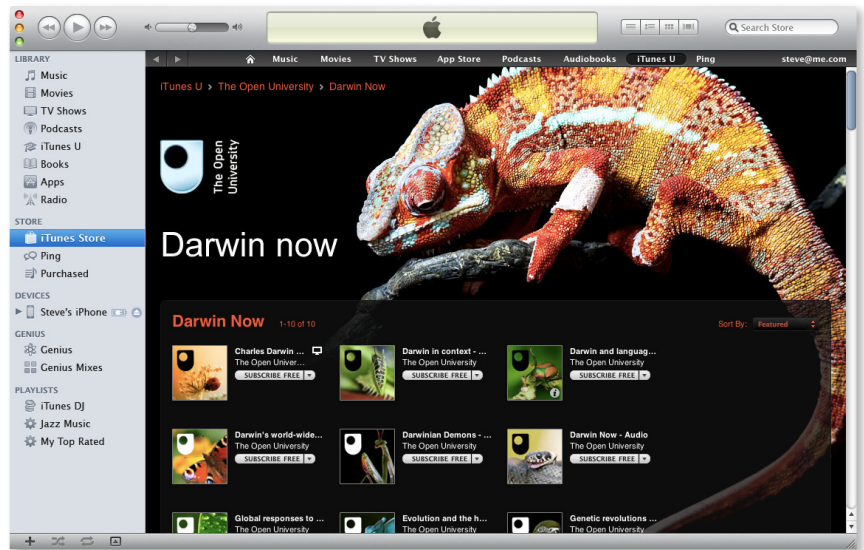 Search Store
LIBRARY
Music
Movies
TV Shows
Podcasts
iTunes U
Books
Apps
Radio
STORE
iTunes Store
Ping
Purchased
DEVICES
Steve's iPhone
GENIUS
Genius
Genius Mixes
PLAYLISTS
iTunes DJ
Jazz Music
My Top Rated
Music Movies TV Shows App Store Podcasts Audiobooks iTunes U Ping steve@me.com
iTunes U > The Open University > Darwin Now
The Open
University
Darwin now
Darwin Now 1-10 of 10
Sort By: Featured
Charles Darwin ...
The Open Univer...
SUBSCRIBE FREE
Darwin in context - ...
The Open University
SUBSCRIBE FREE
Darwin and languag...
The Open University
SUBSCRIBE FREE
Darwin's world-wide...
The Open University
SUBSCRIBE FREE
Darwinian Demons - ...
The Open University
SUBSCRIBE FREE
Darwin Now - Audio
The Open University
SUBSCRIBE FREE
Global responses to ...
The Open University
Evolution and the h...
The Open University
Genetic revolutions ...
The Open University